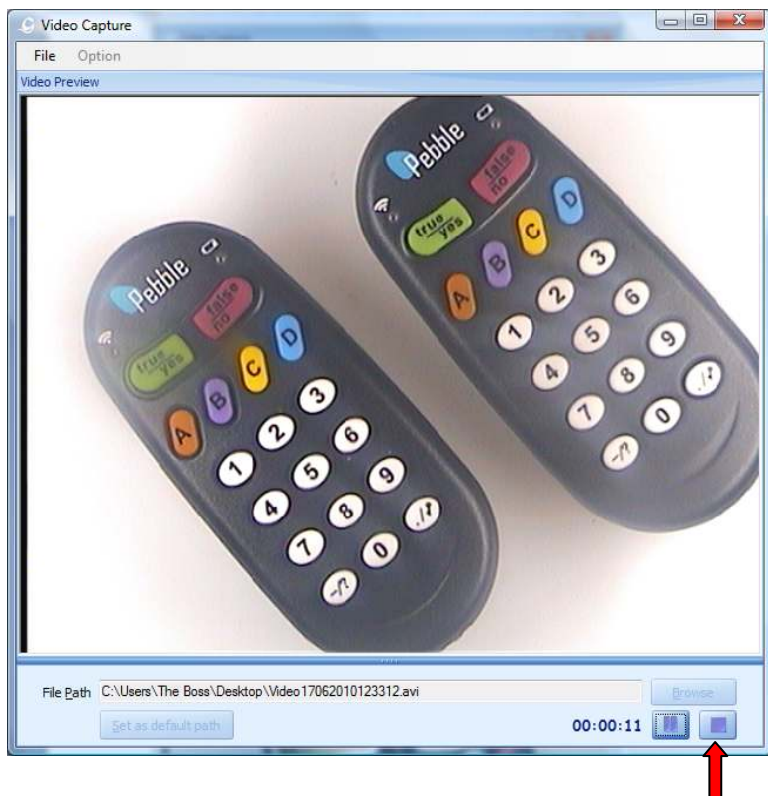 Video Capture
File Option
Video Preview
Pebble
true/yes
false/no
A B C D
1 2 3
4 5 6
7 8 9
-/? 0
Pebble
true/yes
false/no
A B C D
1 2 3
4 5 6
7 8 9
-/? 0
File Path C:\Users\The Boss\Desktop\Video17062010123312.avi Browse
Set as default path 00:00:11